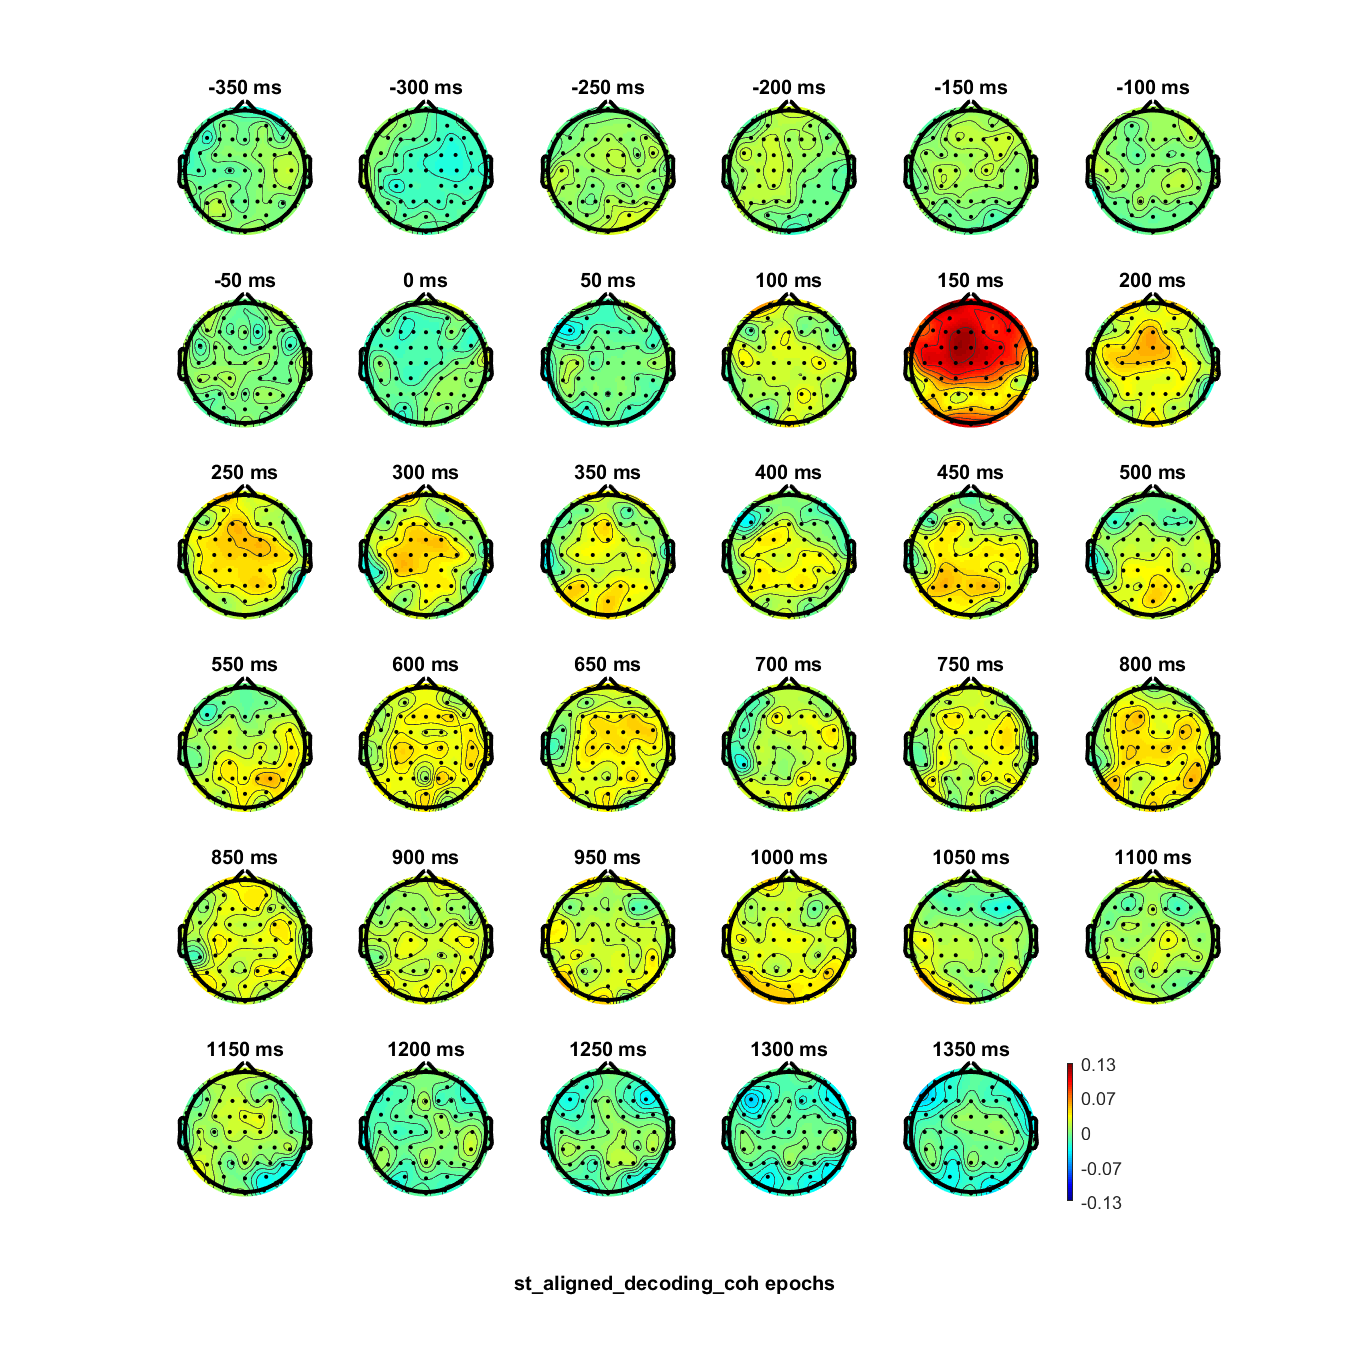 -350 ms -300 ms -250 ms -200 ms -150 ms -100 ms
-50 ms 0 ms 50 ms 100 ms 150 ms 200 ms
250 ms 300 ms 350 ms 400 ms 450 ms 500 ms
550 ms 600 ms 650 ms 700 ms 750 ms 800 ms
850 ms 900 ms 950 ms 1000 ms 1050 ms 1100 ms
1150 ms 1200 ms 1250 ms 1300 ms 1350 ms
0.13
0.07
0
-0.07
-0.13
st_aligned_decoding_coh epochs